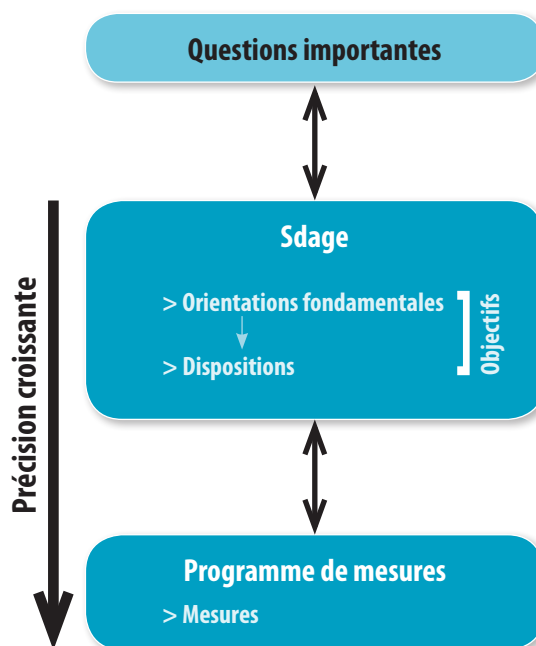 Questions importantes
Sdage
> Orientations fondamentales
> Dispositions
Objectifs
Précision croissante
Programme de mesures
> Mesures